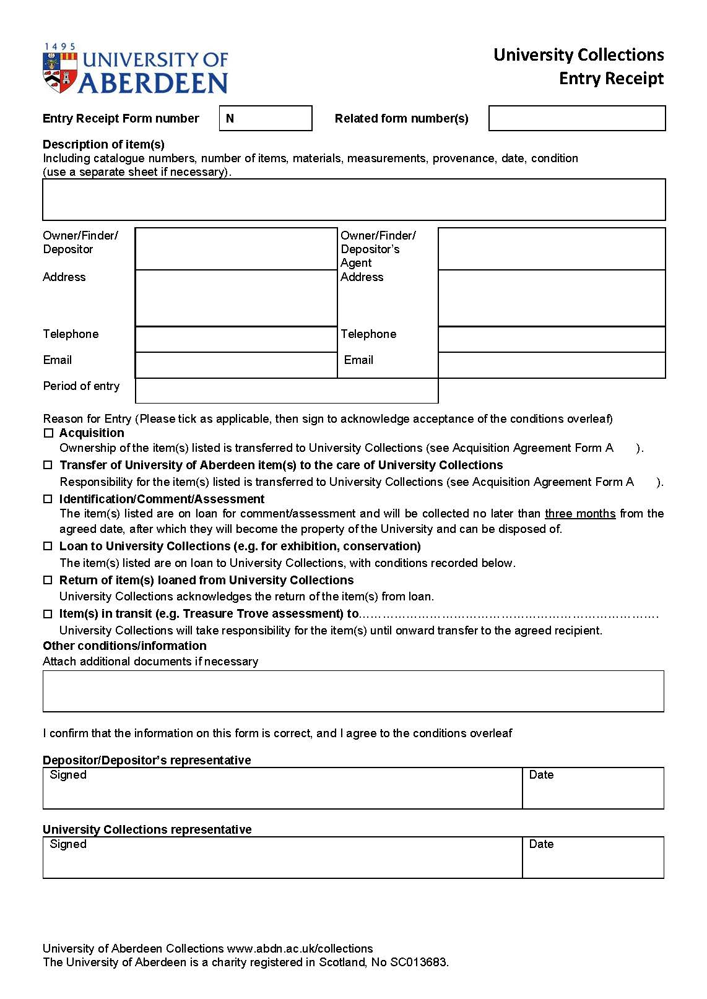 1495
UNIVERSITY OF
ABERDEEN
University Collections
Entry Receipt
Entry Receipt Form number N Related form number(s)
Description of item(s)
Including catalogue numbers, number of items, materials, measurements, provenance, date, condition
(use a separate sheet if necessary).
Owner/Finder/ Owner/Finder/
Depositor Depositor's
Agent
Address Address
Telephone Telephone
Email Email
Period of entry
Reason for Entry (Please tick as applicable, then sign to acknowledge acceptance of the conditions overleaf)
☐ Acquisition
Ownership of the item(s) listed is transferred to University Collections (see Acquisition Agreement Form A ).
☐ Transfer of University of Aberdeen item(s) to the care of University Collections
Responsibility for the item(s) listed is transferred to University Collections (see Acquisition Agreement Form A ).
☐ Identification/Comment/Assessment
The item(s) listed are on loan for comment/assessment and will be collected no later than three months from the
agreed date, after which they will become the property of the University and can be disposed of.
☐ Loan to University Collections (e.g. for exhibition, conservation)
The item(s) listed are on loan to University Collections, with conditions recorded below.
☐ Return of item(s) loaned from University Collections
University Collections acknowledges the return of the item(s) from loan.
☐ Item(s) in transit (e.g. Treasure Trove assessment) to……………………………………………………………………
University Collections will take responsibility for the item(s) until onward transfer to the agreed recipient.
Other conditions/information
Attach additional documents if necessary
I confirm that the information on this form is correct, and I agree to the conditions overleaf
Depositor/Depositor's representative
Signed Date
University Collections representative
Signed Date
University of Aberdeen Collections www.abdn.ac.uk/collections
The University of Aberdeen is a charity registered in Scotland, No SC013683.